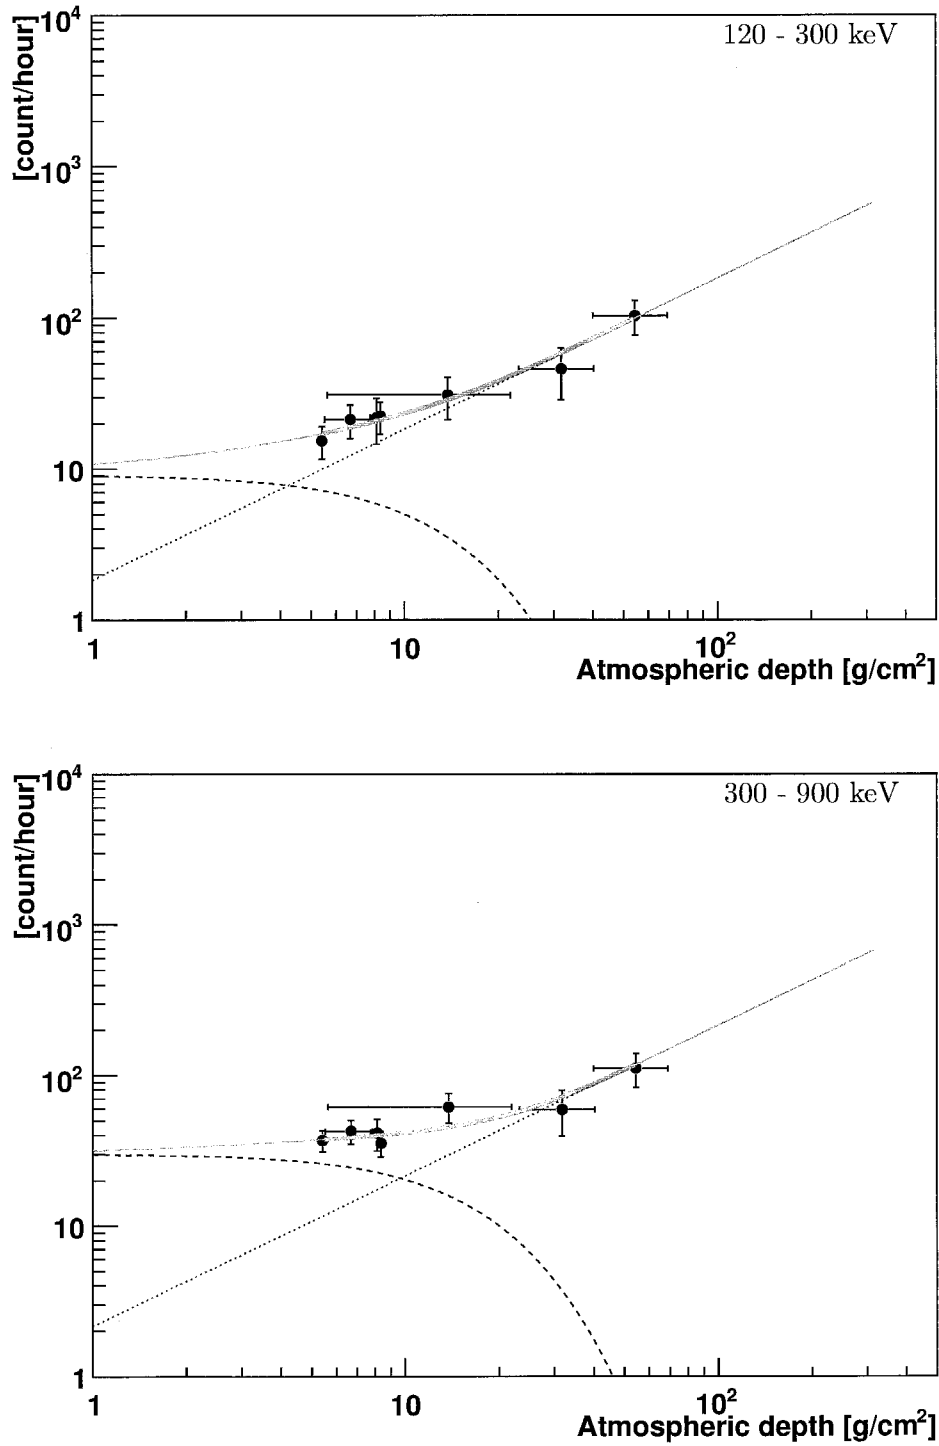 120 - 300 keV
[count/hour]
10⁴
10³
10²
10
1
1 10 10²
Atmospheric depth [g/cm²]
300 - 900 keV
[count/hour]
10⁴
10³
10²
10
1
1 10 10²
Atmospheric depth [g/cm²]